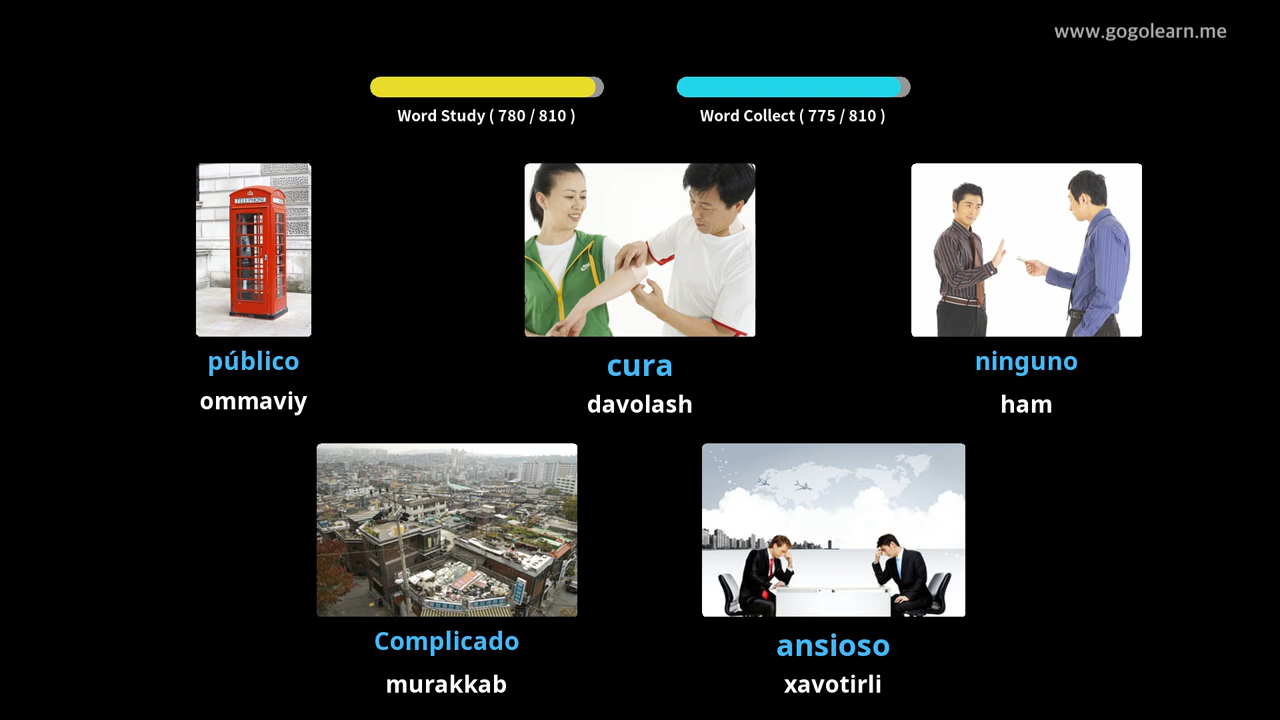 www.gogolearn.me
Word Study ( 780 / 810 )
Word Collect ( 775 / 810 )
TELEPHONE
público
cura
ninguno
ommaviy
davolash
ham
Complicado
ansioso
murakkab
xavotirli